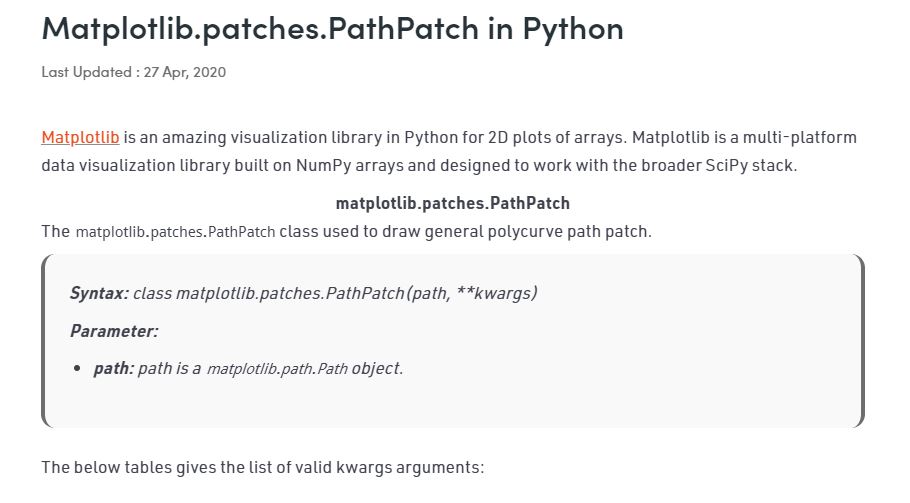 Matplotlib.patches.PathPatch in Python
Last Updated : 27 Apr, 2020
Matplotlib is an amazing visualization library in Python for 2D plots of arrays. Matplotlib is a multi-platform
data visualization library built on NumPy arrays and designed to work with the broader SciPy stack.
matplotlib.patches.PathPatch
The matplotlib.patches.PathPatch class used to draw general polycurve path patch.
Syntax: class matplotlib.patches.PathPatch(path, **kwargs)
Parameter:
• path: path is a matplotlib.path.Path object.
The below tables gives the list of valid kwargs arguments: